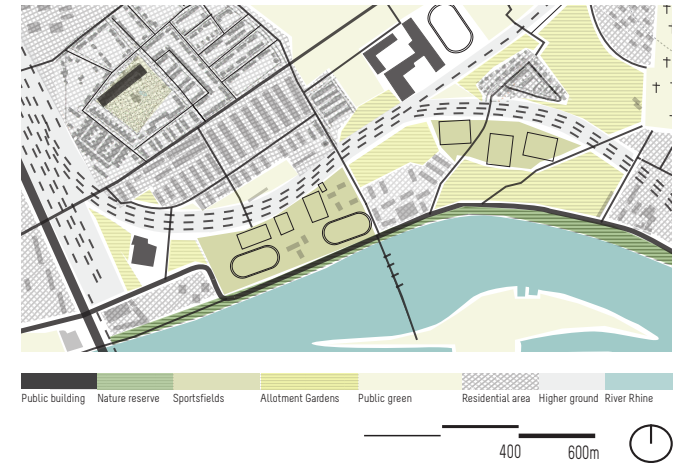 Public building Nature reserve Sportsfields Allotment Gardens Public green Residential area Higher ground River Rhine
400 600m